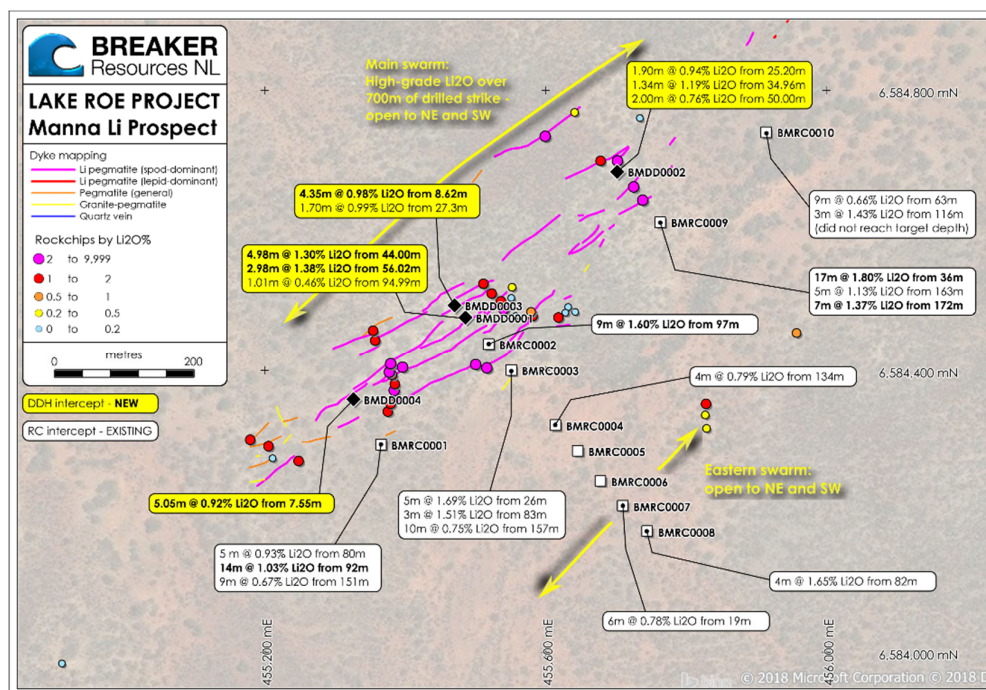 BREAKER
Resources NL
LAKE ROE PROJECT
Manna Li Prospect
Dyke mapping
Li pegmatite (spod-dominant)
Li pegmatite (lepid-dominant)
Pegmatite (general)
Granite-pegmatite
Quartz vein
Rockchips by Li2O%
2 to 9,999
1 to 2
0.5 to 1
0.2 to 0.5
0 to 0.2
metres
0 200
DDH intercept - NEW
RC intercept - EXISTING
Main swarm:
High-grade Li2O over
700m of drilled strike -
open to NE and SW
1.90m @ 0.94% Li2O from 25.20m
1.34m @ 1.19% Li2O from 34.96m
2.00m @ 0.76% Li2O from 50.00m
6,584,800 mN
BMRC0010
BMDD0002
9m @ 0.66% Li2O from 63m
3m @ 1.43% Li2O from 116m
(did not reach target depth)
4.35m @ 0.98% Li2O from 8.62m
1.70m @ 0.99% Li2O from 27.3m
BMRC0009
4.98m @ 1.30% Li2O from 44.00m
2.98m @ 1.38% Li2O from 56.02m
1.01m @ 0.46% Li2O from 94.99m
17m @ 1.80% Li2O from 36m
5m @ 1.13% Li2O from 163m
7m @ 1.37% Li2O from 172m
BMDD0003
BMDD0001
9m @ 1.60% Li2O from 97m
BMRC0002
BMRC0003
6,584,400 mN
4m @ 0.79% Li2O from 134m
BMDD0004
BMRC0004
BMRC0001
BMRC0005
Eastern swarm:
open to NE and SW
BMRC0006
5.05m @ 0.92% Li2O from 7.55m
5m @ 1.69% Li2O from 26m
3m @ 1.51% Li2O from 83m
10m @ 0.75% Li2O from 157m
BMRC0007
BMRC0008
5 m @ 0.93% Li2O from 80m
14m @ 1.03% Li2O from 92m
9m @ 0.67% Li2O from 151m
4m @ 1.65% Li2O from 82m
6m @ 0.78% Li2O from 19m
455,200 mE
455,600 mE
456,000 mE
6,584,000 mN
© 2018 Microsoft Corporation © 2018 D